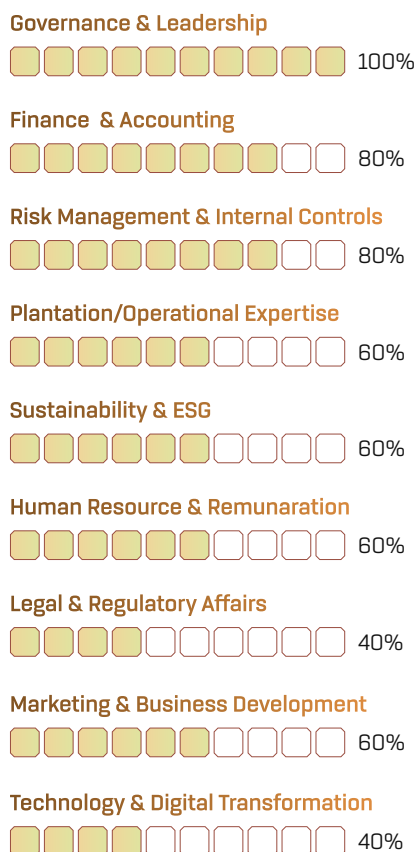 Governance & Leadership
100%
Finance & Accounting
80%
Risk Management & Internal Controls
80%
Plantation/Operational Expertise
60%
Sustainability & ESG
60%
Human Resource & Remunaration
60%
Legal & Regulatory Affairs
40%
Marketing & Business Development
60%
Technology & Digital Transformation
40%